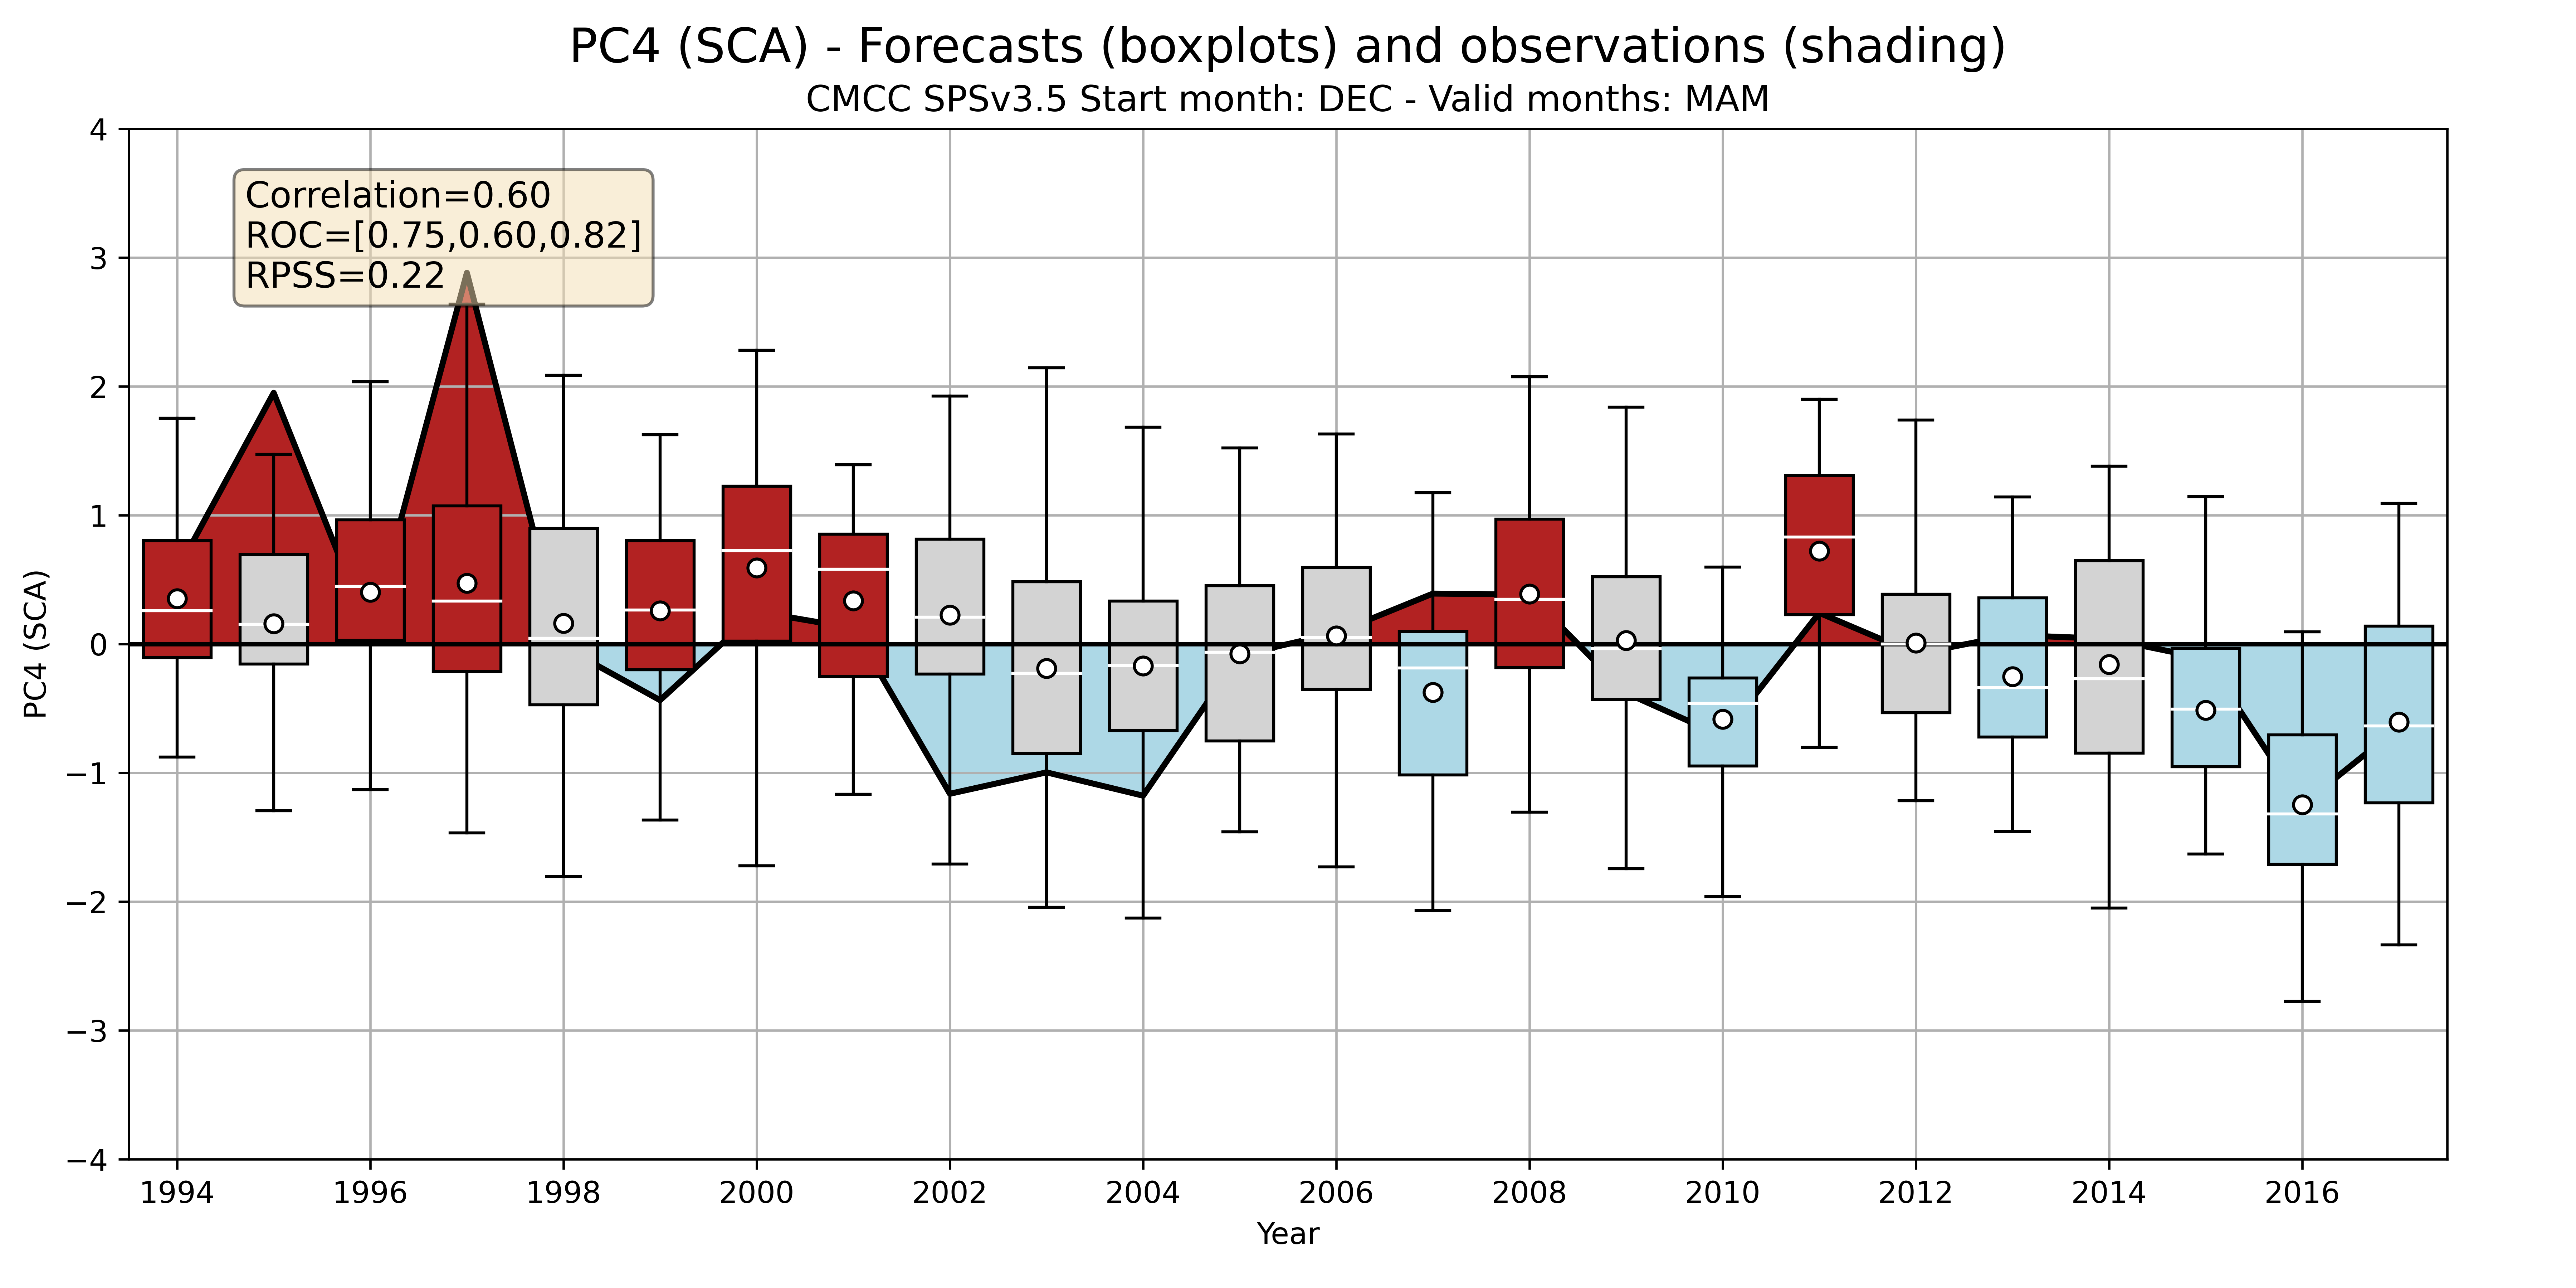 PC4 (SCA) - Forecasts (boxplots) and observations (shading)
CMCC SPSv3.5 Start month: DEC - Valid months: MAM
Correlation=0.60
ROC=[0.75,0.60,0.82]
RPSS=0.22
4
3
2
1
0
−1
−2
−3
−4
PC4 (SCA)
1994 1996 1998 2000 2002 2004 2006 2008 2010 2012 2014 2016
Year